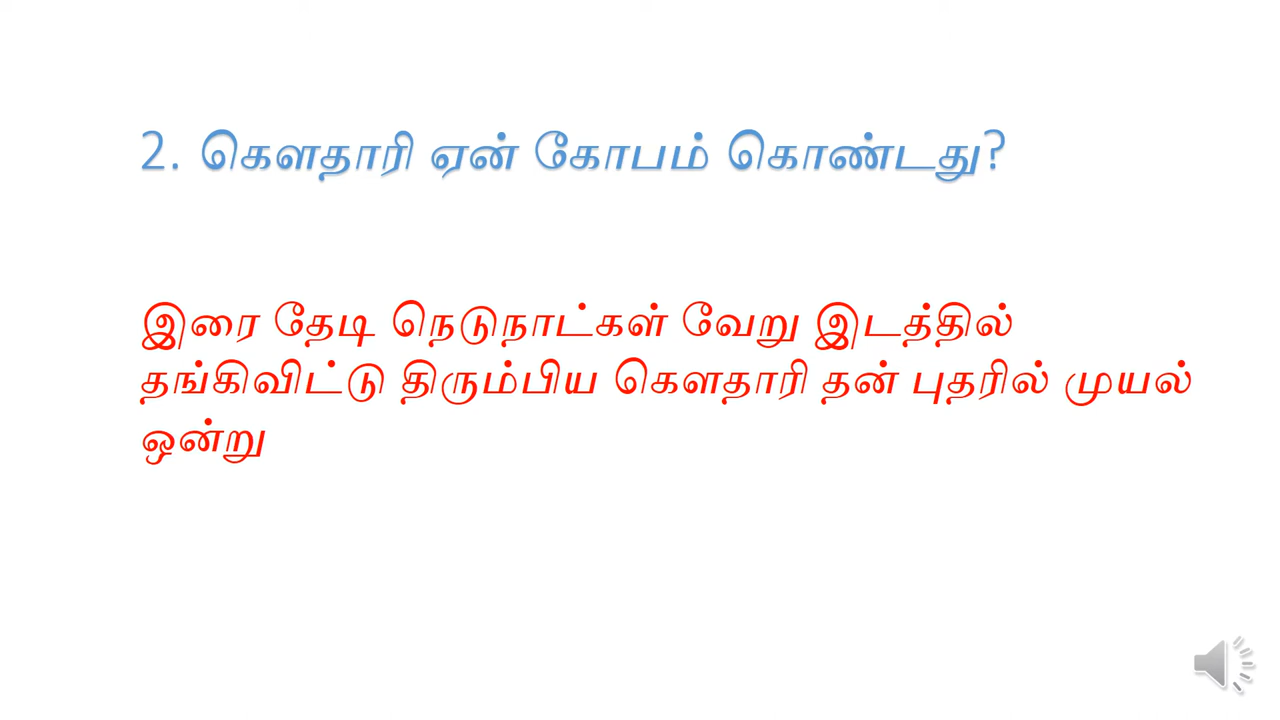 2. கௌதாரி ஏன் கோபம் கொண்டது?
இரை தேடி நெடுநாட்கள் வேறு இடத்தில்
தங்கிவிட்டு திரும்பிய கௌதாரி தன் புதரில் முயல்
ஒன்று